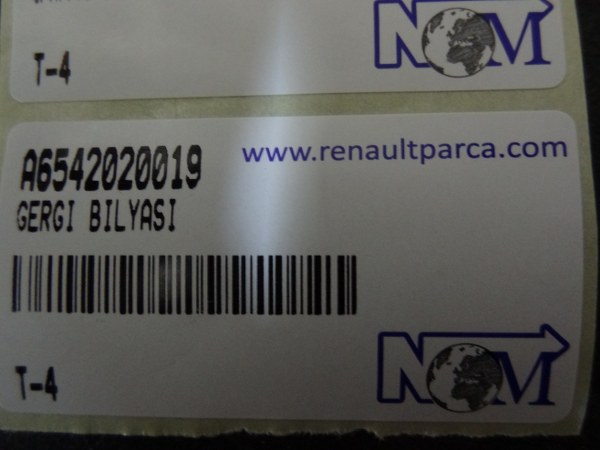 T-4
NOM
A6542020019
www.renaultparca.com
GERGI BILYASI
T-4
NOM